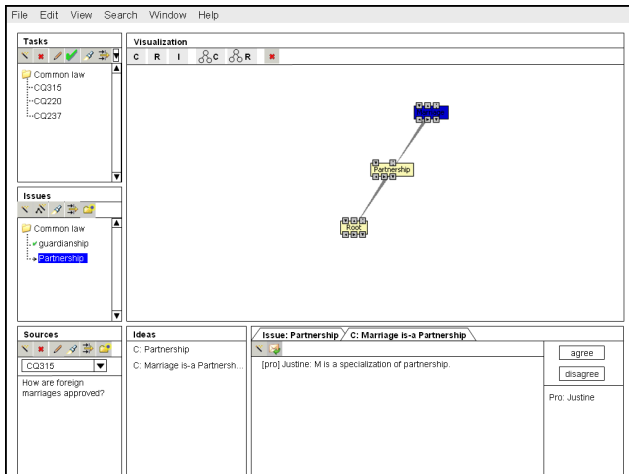 File Edit View Search Window Help
Tasks
Common law
CQ315
CQ220
CQ237
Visualization
C R I C R
Partnership
Root
Issues
Common law
guardianship
Partnership
Sources
CQ315
How are foreign
marriages approved?
Ideas
C: Partnership
C: Marriage is-a Partnersh...
Issue: Partnership C: Marriage is-a Partnership
[pro] Justine: M is a specialization of partnership.
agree
disagree
Pro: Justine